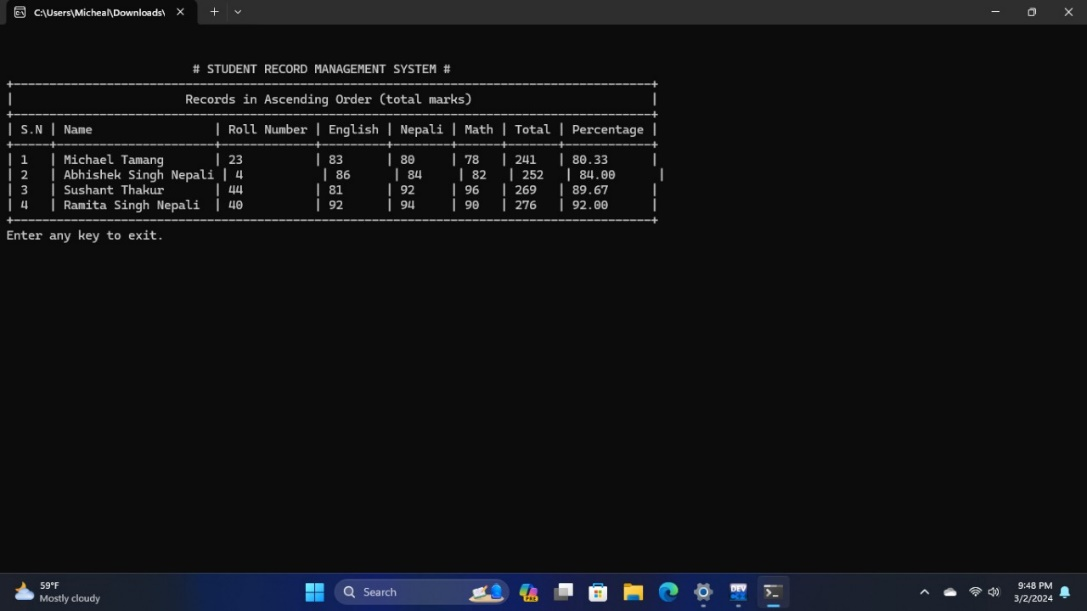 C:\Users\Micheal\Downloads\
# STUDENT RECORD MANAGEMENT SYSTEM #
Records in Ascending Order (total marks)
| S.N | Name | Roll Number | English | Nepali | Math | Total | Percentage |
| 1 | Michael Tamang | 23 | 83 | 80 | 78 | 241 | 80.33 |
| 2 | Abhishek Singh Nepali | 4 | 86 | 84 | 82 | 252 | 84.00 |
| 3 | Sushant Thakur | 44 | 81 | 92 | 96 | 269 | 89.67 |
| 4 | Ramita Singh Nepali | 40 | 92 | 94 | 90 | 276 | 92.00 |
Enter any key to exit.
59°F
Mostly cloudy
Search
PRE
DEV
9:48 PM
3/2/2024